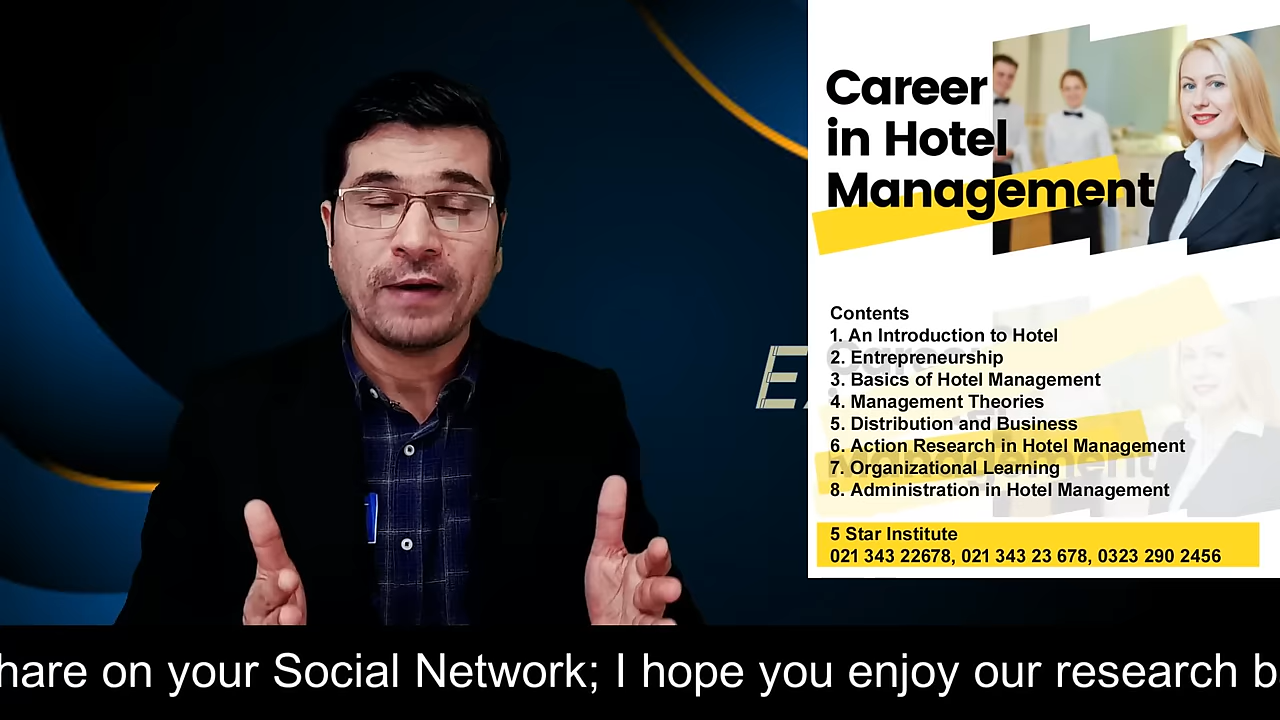 Career
in Hotel
Management
Contents
1. An Introduction to Hotel
2. Entrepreneurship
3. Basics of Hotel Management
4. Management Theories
5. Distribution and Business
6. Action Research in Hotel Management
7. Organizational Learning
8. Administration in Hotel Management
5 Star Institute
021 343 22678, 021 343 23 678, 0323 290 2456
hare on your Social Network; I hope you enjoy our research b